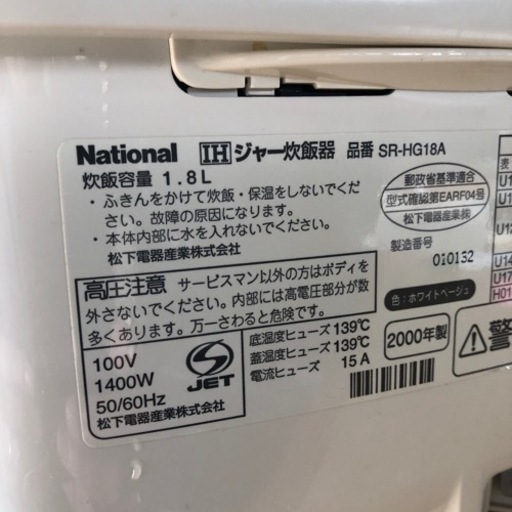 National IHジャー炊飯器 品番 SR-HG18A
炊飯容量 1.8L
・ふきんをかけて炊飯・保温をしないでくだ
さい。故障の原因になります。
・本体内部に水を入れないでください。
松下電器産業株式会社
郵政省基準適合
型式確認第EARF04号
松下電器産業㈱
製造番号
010132
高圧注意 サービスマン以外の方はボディを
外さないでください。内部には高電圧部分が数
多くあります。万一さわると危険です。
色:ホワイトベージュ
100V
1400W
50/60Hz
松下電器産業株式会社
JET
底温度ヒューズ 139℃
蓋温度ヒューズ 139℃
電流ヒューズ 15A
2000年製
警
表
U14
U17
H01